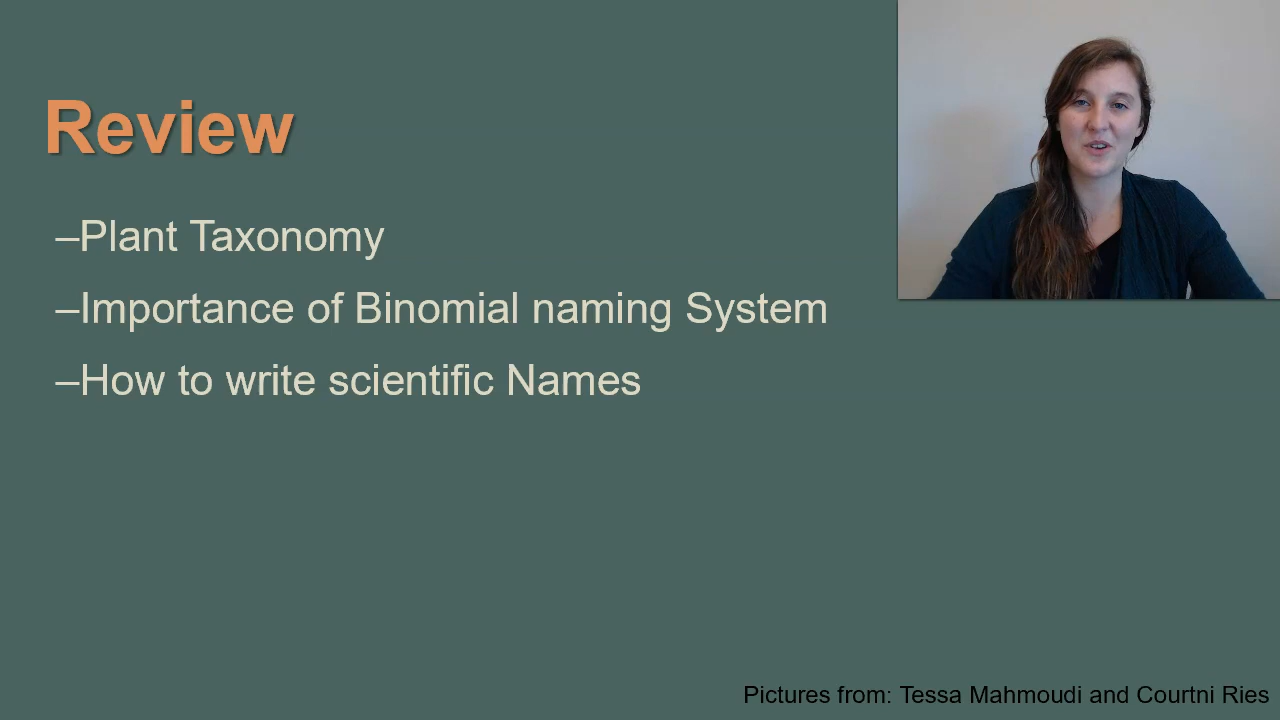 Review
–Plant Taxonomy
–Importance of Binomial naming System
–How to write scientific Names
Pictures from: Tessa Mahmoudi and Courtni Ries